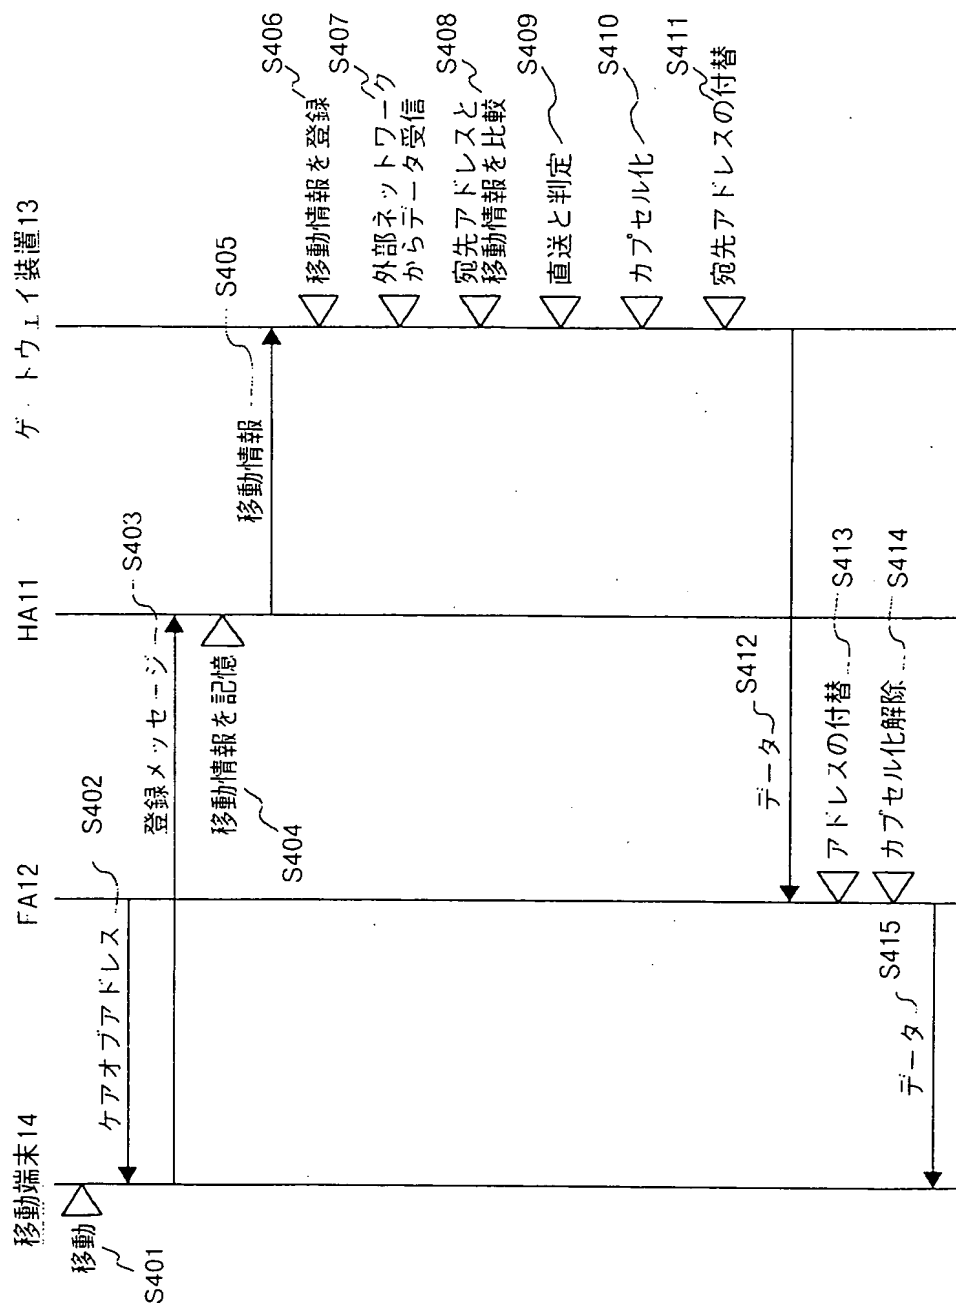 移動端末14
FA12
HA11
ゲートウェイ装置13
移動
S401
ケアオブアドレス
S402
登録メッセージ
S403
移動情報を記憶
S404
移動情報
S405
移動情報を登録
S406
外部ネットワーク
からデータ受信
S407
宛先アドレスと
移動情報を比較
S408
直送と判定
S409
カプセル化
S410
宛先アドレスの付替
S411
データ
S412
アドレスの付替
S413
カプセル化解除
S414
データ
S415